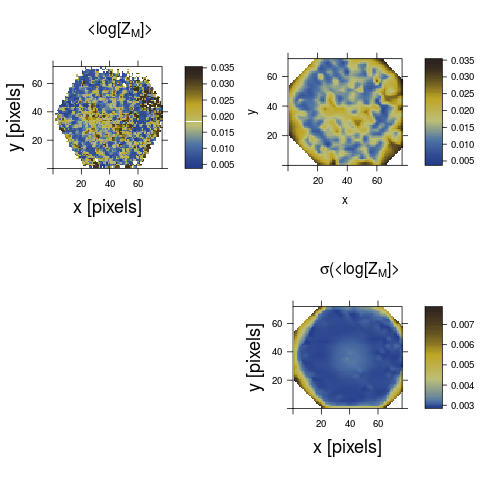 <log[Z_M]>
0.035
0.030
0.025
0.020
0.015
0.010
0.005
60
40
20
y [pixels]
20 40 60
x [pixels]
0.035
0.030
0.025
0.020
0.015
0.010
0.005
60
40
20
y
20 40 60
x
σ(<log[Z_M]>
0.007
0.006
0.005
0.004
0.003
60
40
20
y [pixels]
20 40 60
x [pixels]